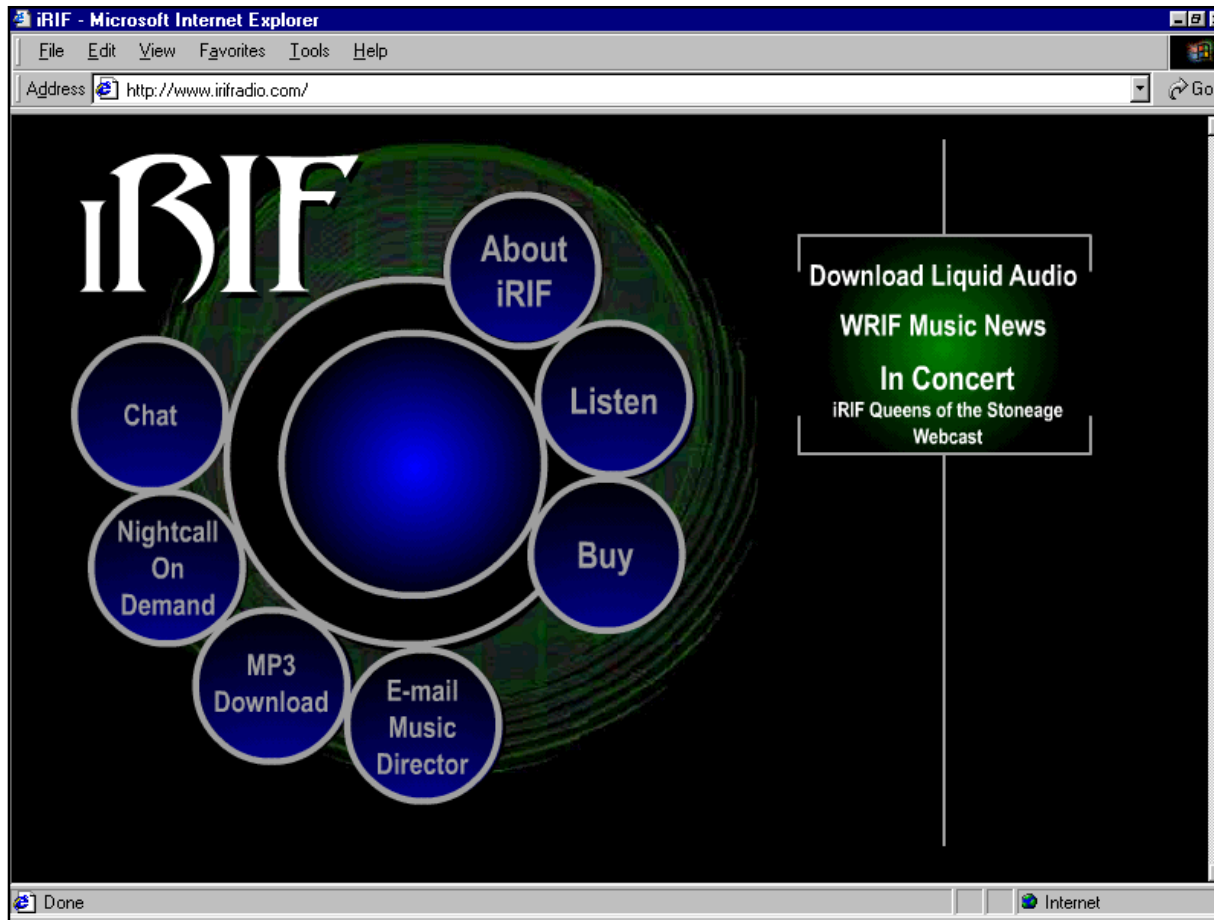 iRIF - Microsoft Internet Explorer
File Edit View Favorites Tools Help
Address http://www.irifradio.com/ Go
iRIF
About
iRIF
Listen
Buy
E-mail
Music
Director
MP3
Download
Nightcall
On
Demand
Chat
Download Liquid Audio
WRIF Music News
In Concert
iRIF Queens of the Stoneage
Webcast
Done Internet